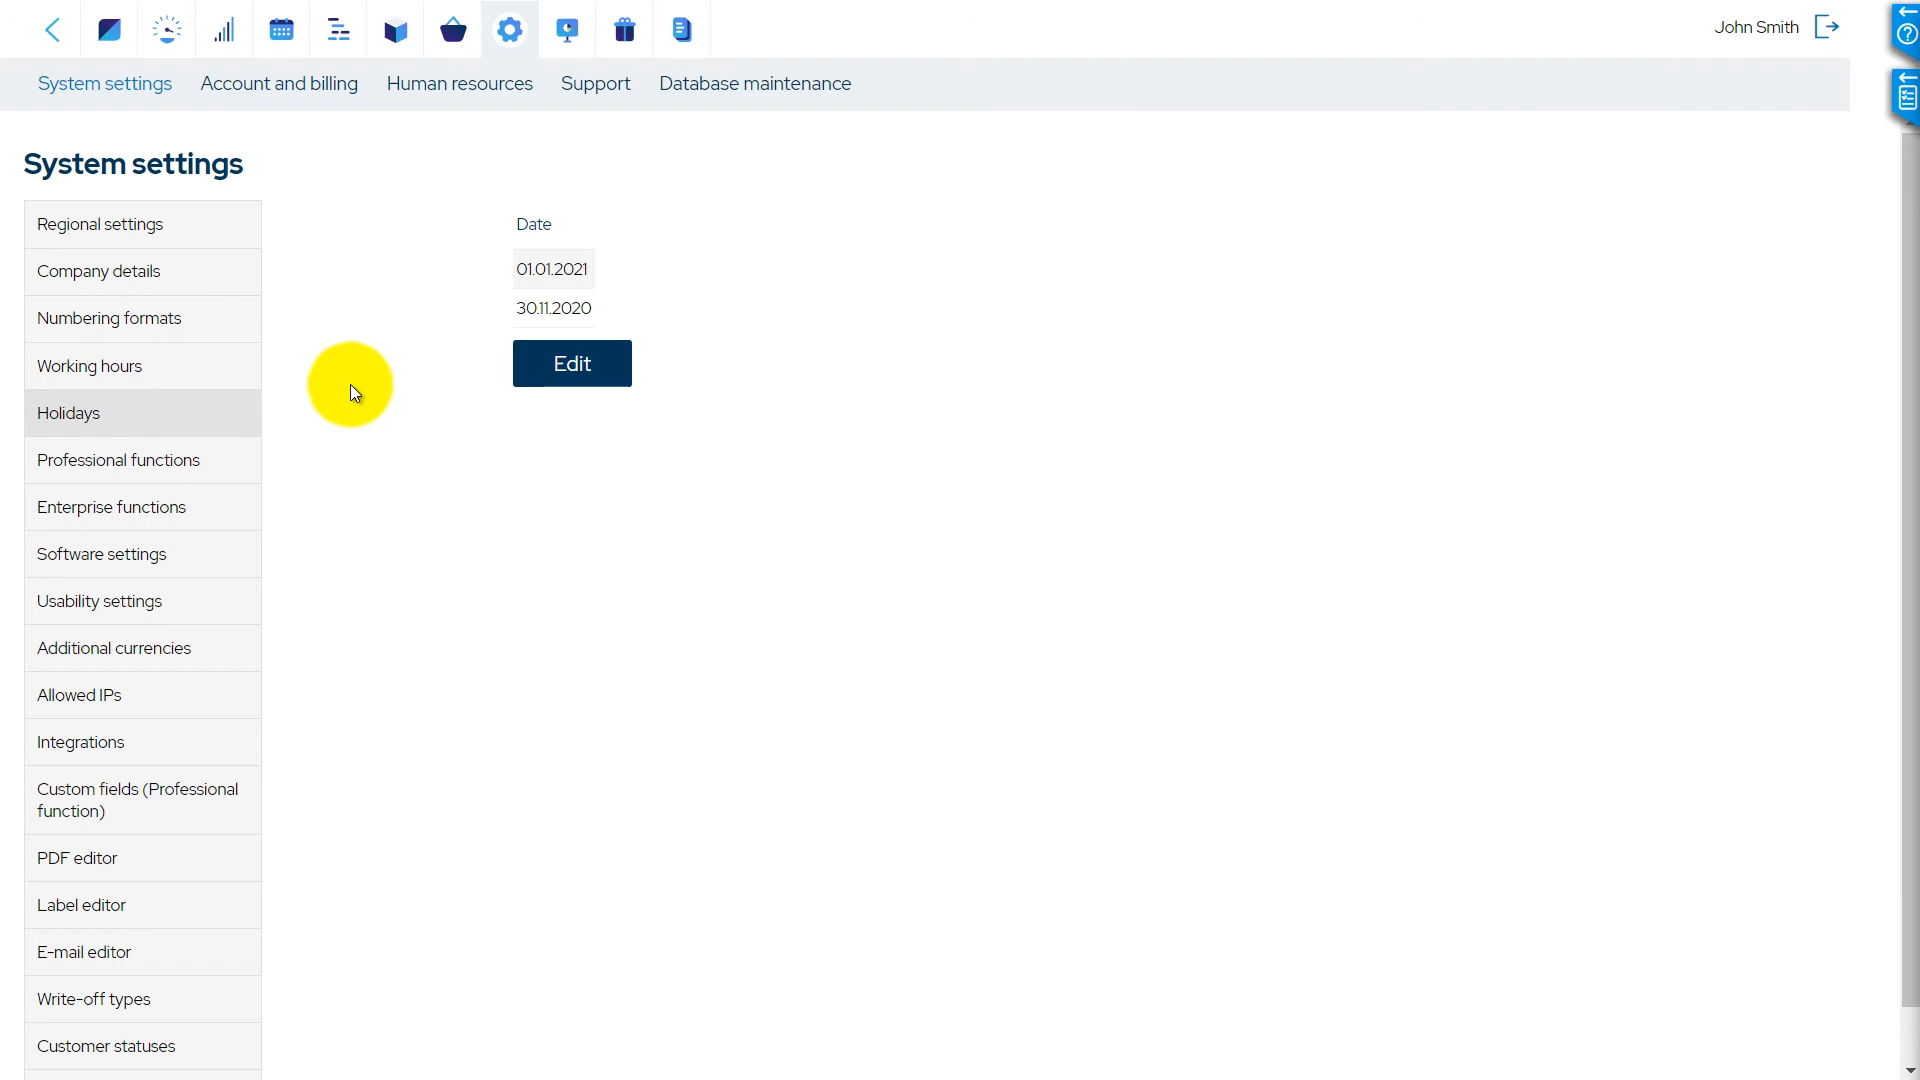 John Smith
System settings
Account and billing
Human resources
Support
Database maintenance
System settings
Regional settings
Company details
Numbering formats
Working hours
Holidays
Professional functions
Enterprise functions
Software settings
Usability settings
Additional currencies
Allowed IPs
Integrations
Custom fields (Professional
function)
PDF editor
Label editor
E-mail editor
Write-off types
Customer statuses
Date
01.01.2021
30.11.2020
Edit